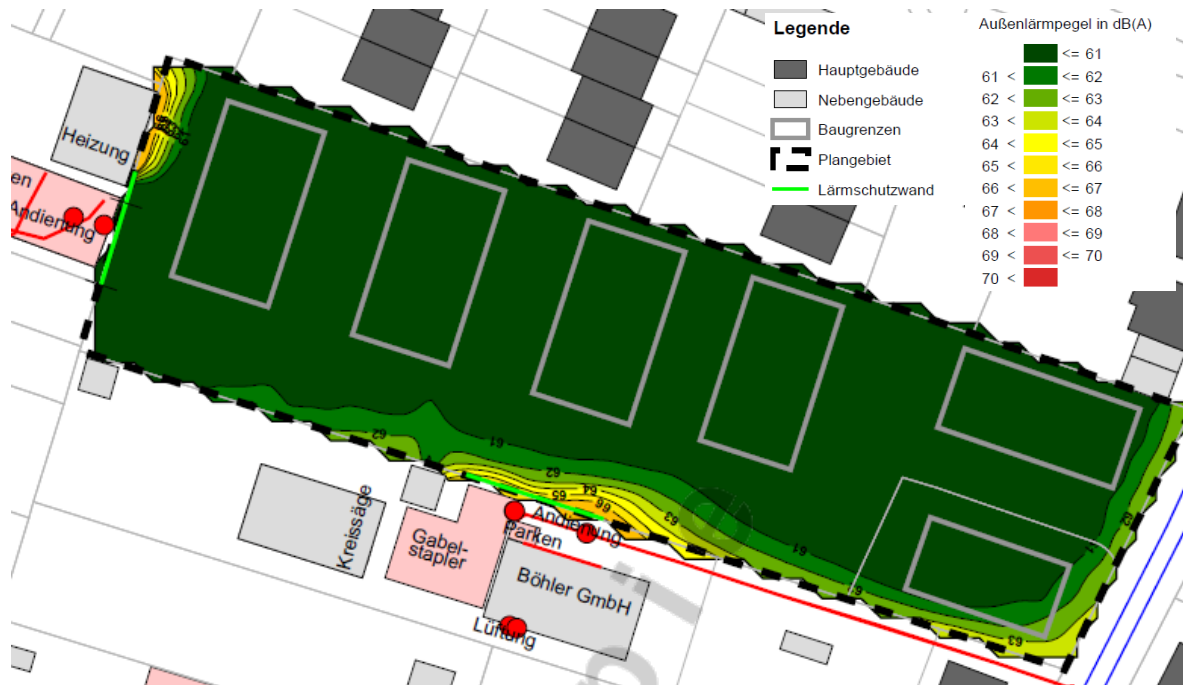 Legende
Hauptgebäude
Nebengebäude
Baugrenzen
Plangebiet
Lärmschutzwand
Außenlärmpegel in dB(A)
<= 61
61 < <= 62
62 < <= 63
63 < <= 64
64 < <= 65
65 < <= 66
66 < <= 67
67 < <= 68
68 < <= 69
69 < <= 70
70 <
Heizung
en
Andienung
62
61
62
64
65
66
63
61
61
62
63
Kreissäge
Gabel-
stapler
Andienung
Parken
Böhler GmbH
Lüftung